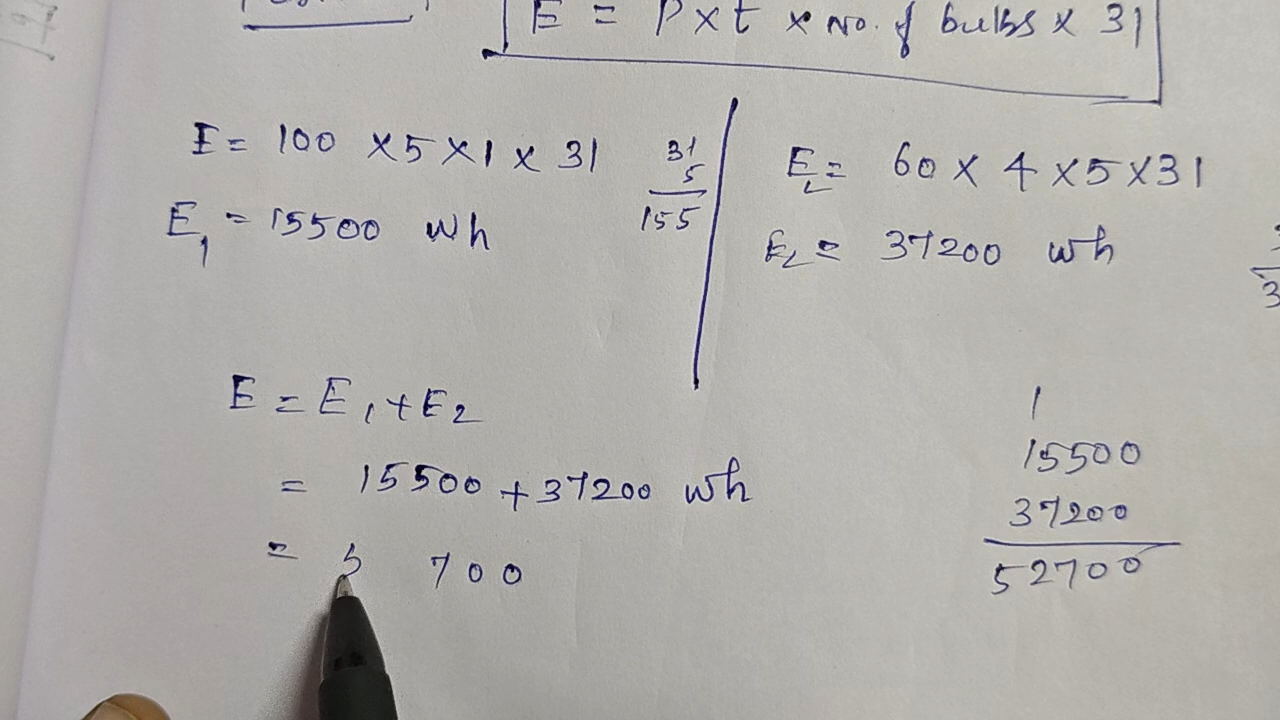 E = P x t x No. of bulbs x 31
E = 100 x 5 x 1 x 31
E1 = 15500 Wh
31
5
155
E2 = 60 x 4 x 5 x 31
E2 = 37200 Wh
3
E = E1 + E2
= 15500 + 37200 Wh
= 5 700
1
15500
37200
52700